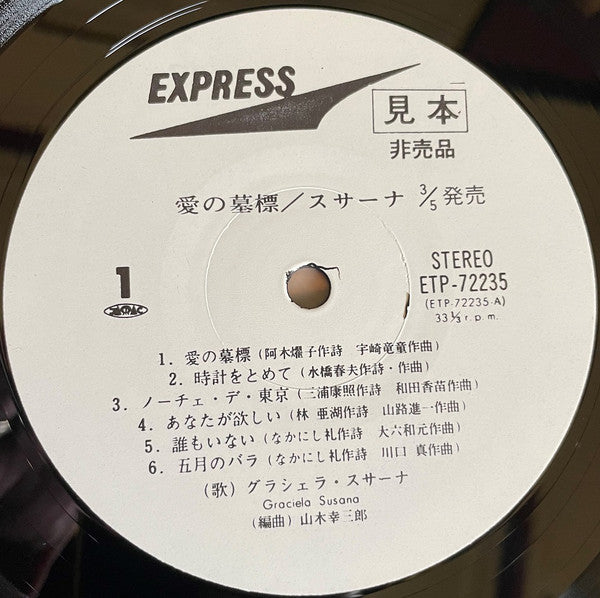 EXPRESS
見本
非売品
愛の墓標/スサーナ 3/5発売
1
STEREO
ETP-72235
(ETP-72235-A)
33⅓ r.p.m.
1. 愛の墓標(阿木燿子作詩 宇崎竜童作曲)
2. 時計をとめて(水橋春夫作詩・作曲)
3. ノーチェ・デ・東京(三浦康照作詩 和田香苗作曲)
4. あなたが欲しい(林 亜湖作詩 山路進一作曲)
5. 誰もいない(なかにし礼作詩 大六和元作曲)
6. 五月のバラ(なかにし礼作詩 川口 真作曲)
(歌)グラシェラ・スサーナ
Graciela Susana
(編曲)山木幸三郎